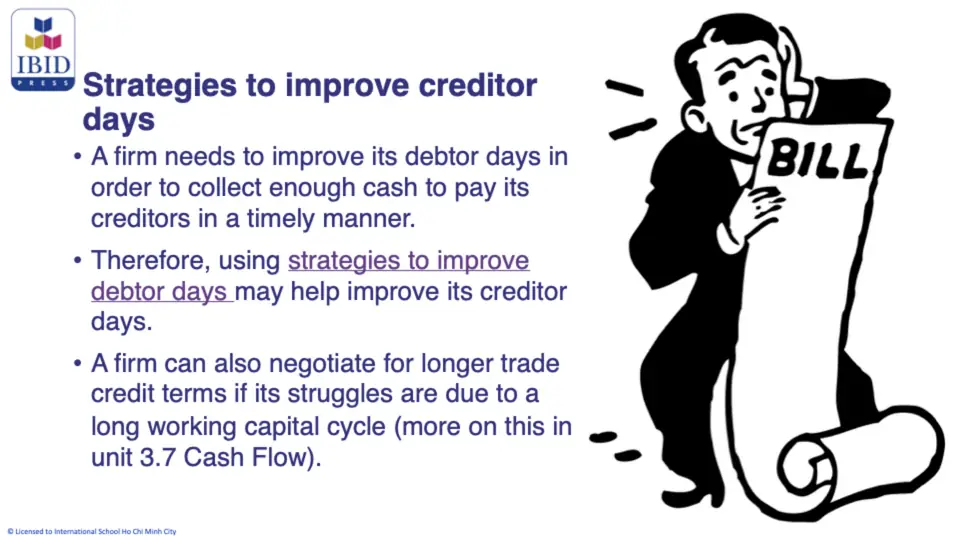 IBID
PRESS
Strategies to improve creditor
days
• A firm needs to improve its debtor days in
order to collect enough cash to pay its
creditors in a timely manner.
• Therefore, using strategies to improve
debtor days may help improve its creditor
days.
• A firm can also negotiate for longer trade
credit terms if its struggles are due to a
long working capital cycle (more on this in
unit 3.7 Cash Flow).
BILL
© Licensed to International School Ho Chi Minh City